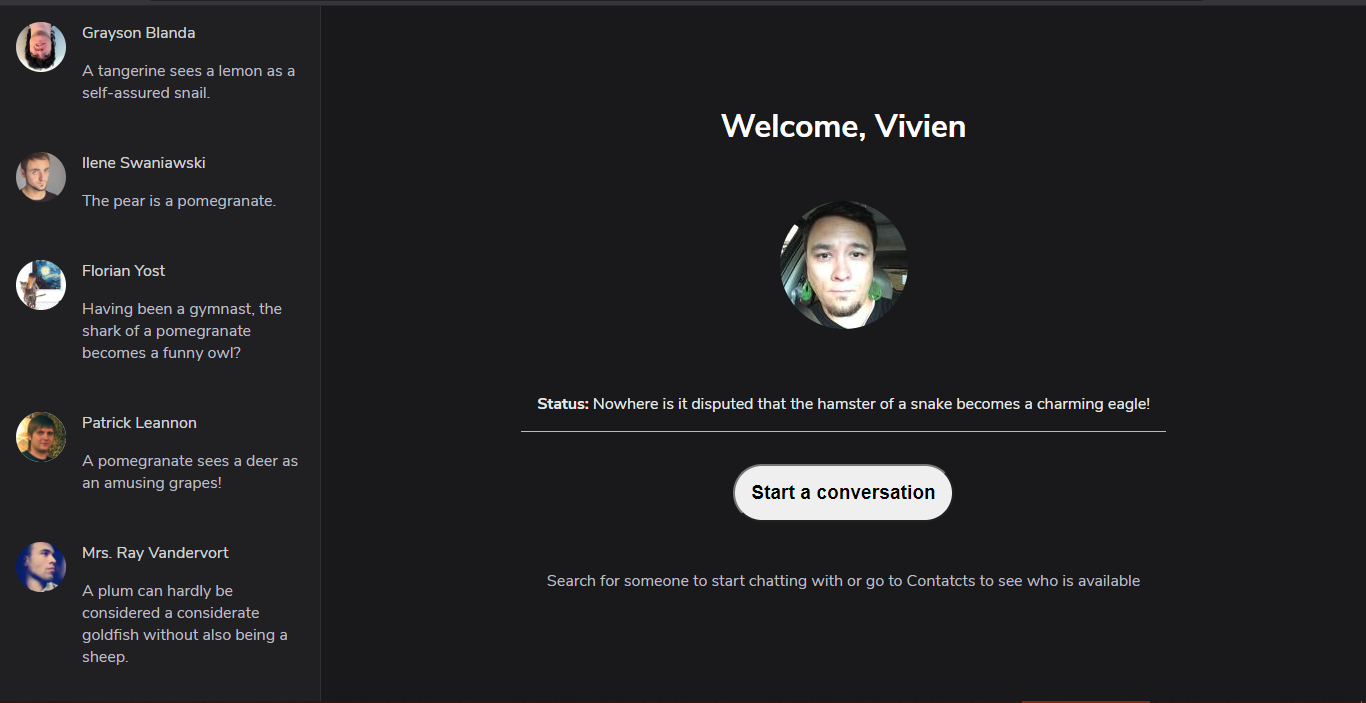 Grayson Blanda
A tangerine sees a lemon as a
self-assured snail.
Ilene Swaniawski
The pear is a pomegranate.
Florian Yost
Having been a gymnast, the
shark of a pomegranate
becomes a funny owl?
Patrick Leannon
A pomegranate sees a deer as
an amusing grapes!
Mrs. Ray Vandervort
A plum can hardly be
considered a considerate
goldfish without also being a
sheep.
Welcome, Vivien
Status: Nowhere is it disputed that the hamster of a snake becomes a charming eagle!
Start a conversation
Search for someone to start chatting with or go to Contatcts to see who is available